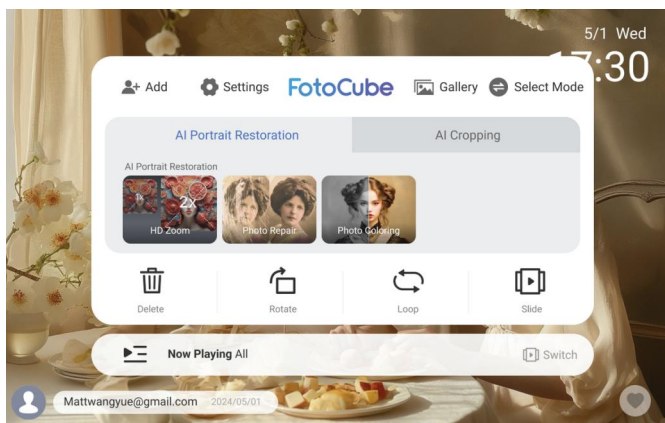 5/1 Wed
:30
Add
Settings
FotoCube
Gallery
Select Mode
AI Portrait Restoration
AI Cropping
AI Portrait Restoration
2x
HD Zoom
Photo Repair
Photo Coloring
Delete
Rotate
Loop
Slide
Now Playing All
Switch
Mattwangyue@gmail.com 2024/05/01